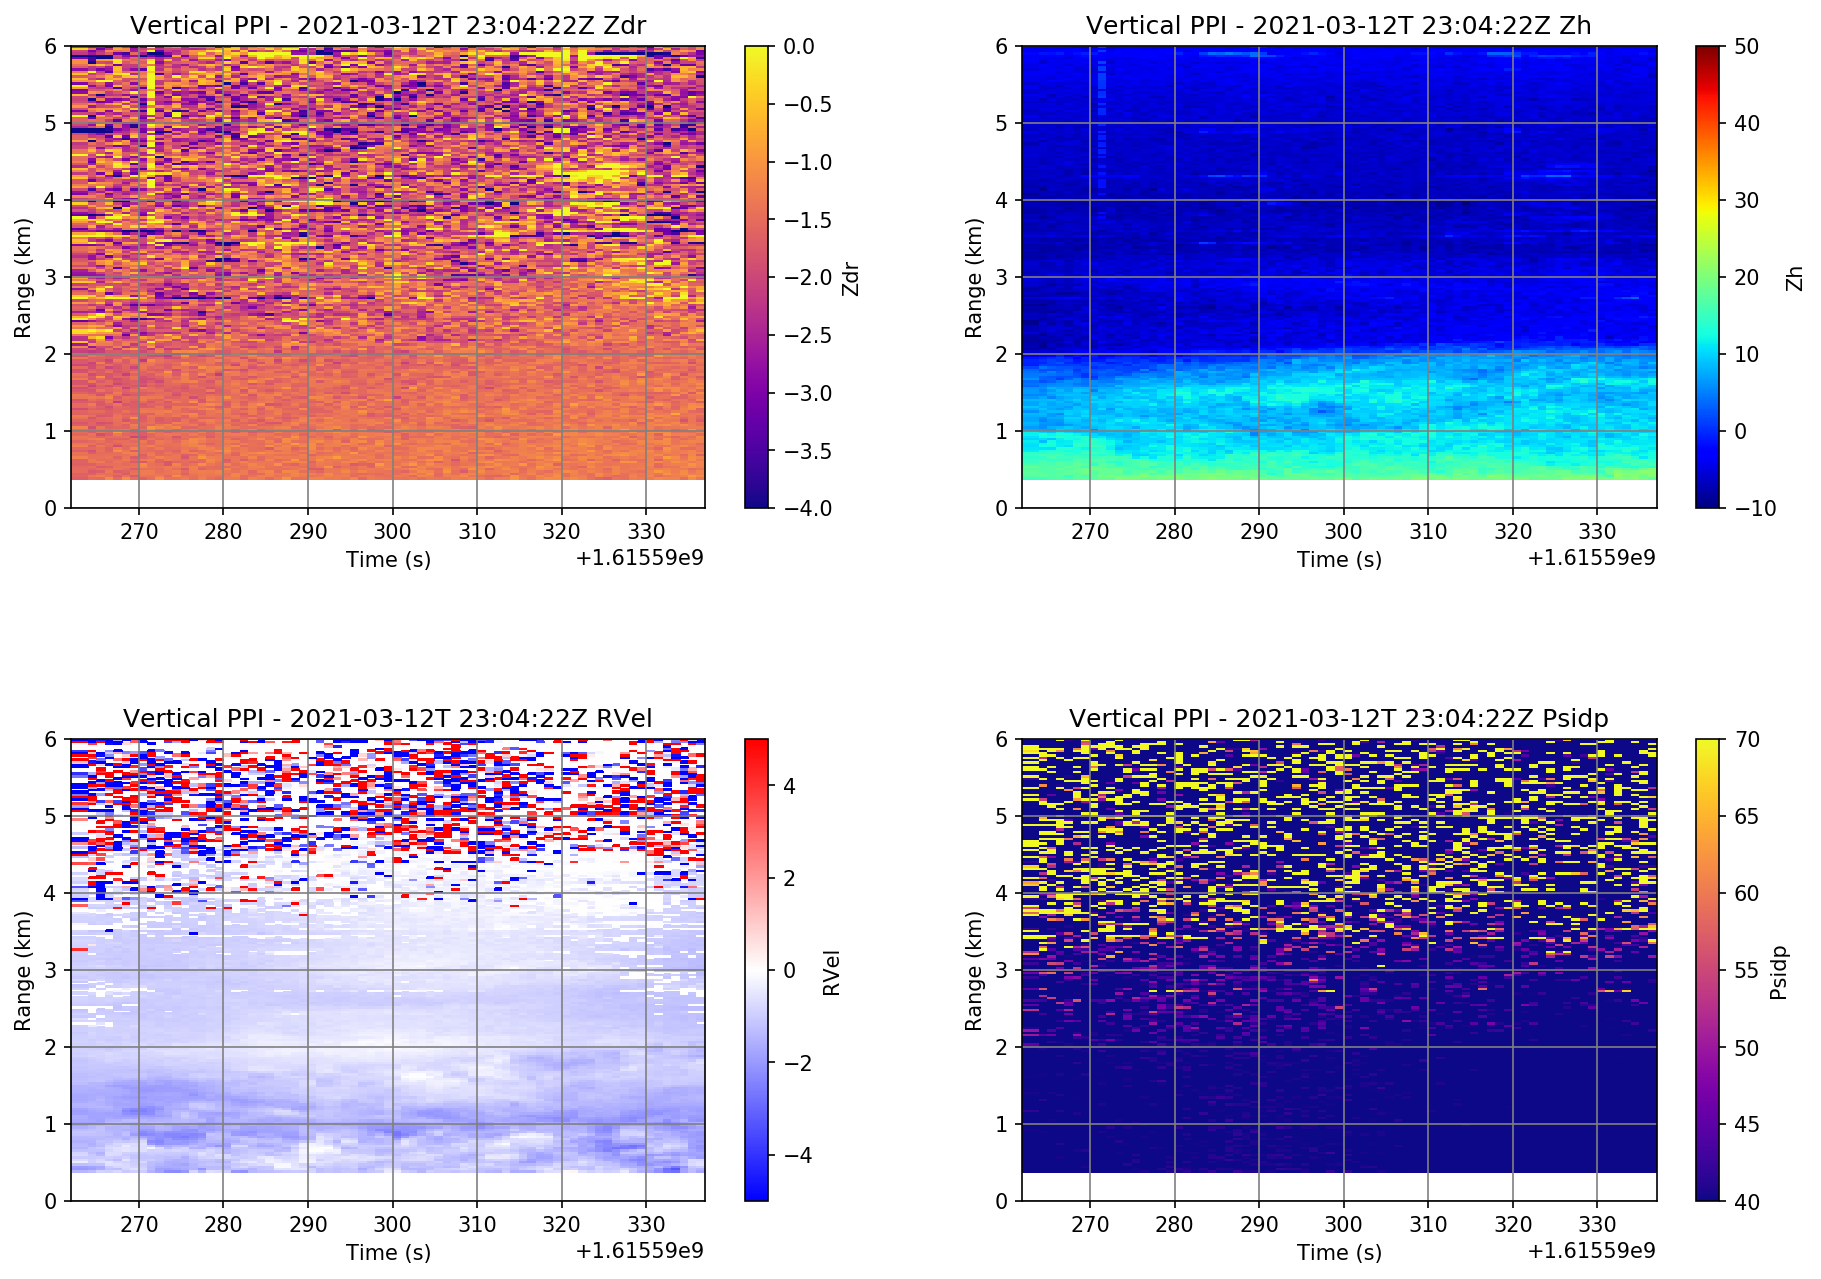 Vertical PPI - 2021-03-12T 23:04:22Z Zdr
6
5
4
3
2
1
0
Range (km)
270 280 290 300 310 320 330
Time (s)
+1.61559e9
0.0
−0.5
−1.0
−1.5
−2.0
−2.5
−3.0
−3.5
−4.0
Zdr
Vertical PPI - 2021-03-12T 23:04:22Z Zh
6
5
4
3
2
1
0
Range (km)
270 280 290 300 310 320 330
Time (s)
+1.61559e9
50
40
30
20
10
0
−10
Zh
Vertical PPI - 2021-03-12T 23:04:22Z RVel
6
5
4
3
2
1
0
Range (km)
270 280 290 300 310 320 330
Time (s)
+1.61559e9
4
2
0
−2
−4
RVel
Vertical PPI - 2021-03-12T 23:04:22Z Psidp
6
5
4
3
2
1
0
Range (km)
270 280 290 300 310 320 330
Time (s)
+1.61559e9
70
65
60
55
50
45
40
Psidp